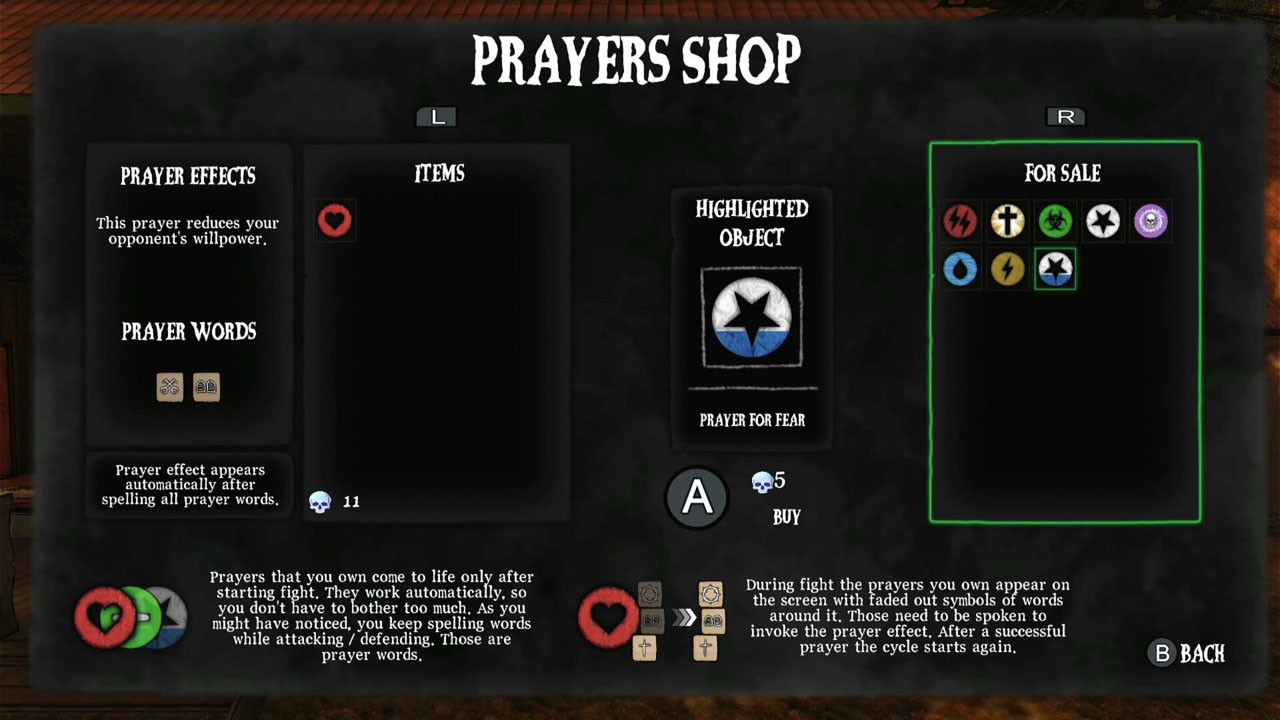 PRAYERS SHOP
L
R
PRAYER EFFECTS
This prayer reduces your
opponent's willpower.
PRAYER WORDS
Prayer effect appears
automatically after
spelling all prayer words.
ITEMS
11
HIGHLIGHTED
OBJECT
PRAYER FOR FEAR
A
5
BUY
FOR SALE
Prayers that you own come to life only after
starting fight. They work automatically, so
you don't have to bother too much. As you
might have noticed, you keep spelling words
while attacking / defending. Those are
prayer words.
During fight the prayers you own appear on
the screen with faded out symbols of words
around it. Those need to be spoken to
invoke the prayer effect. After a successful
prayer the cycle starts again.
B BACK